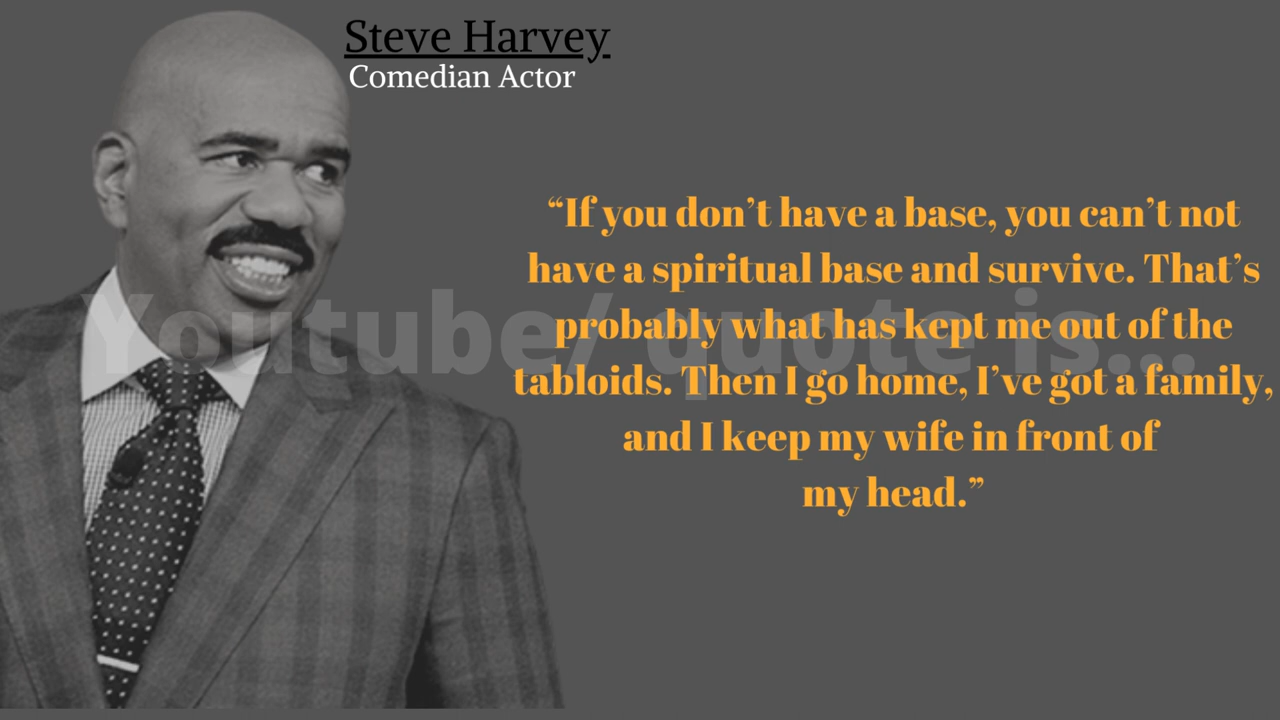 Steve Harvey
Comedian Actor
“If you don’t have a base, you can’t not
have a spiritual base and survive. That’s
probably what has kept me out of the
tabloids. Then I go home, I’ve got a family,
and I keep my wife in front of
my head.”
Youtube/ quote is...